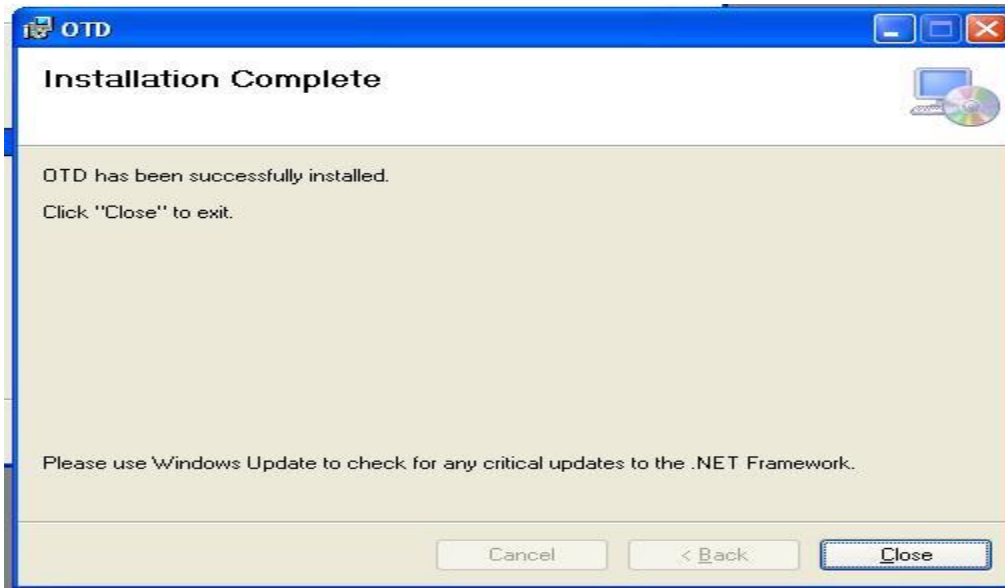 OTD
Installation Complete
OTD has been successfully installed.
Click "Close" to exit.
Please use Windows Update to check for any critical updates to the .NET Framework.
Cancel
< Back
Close